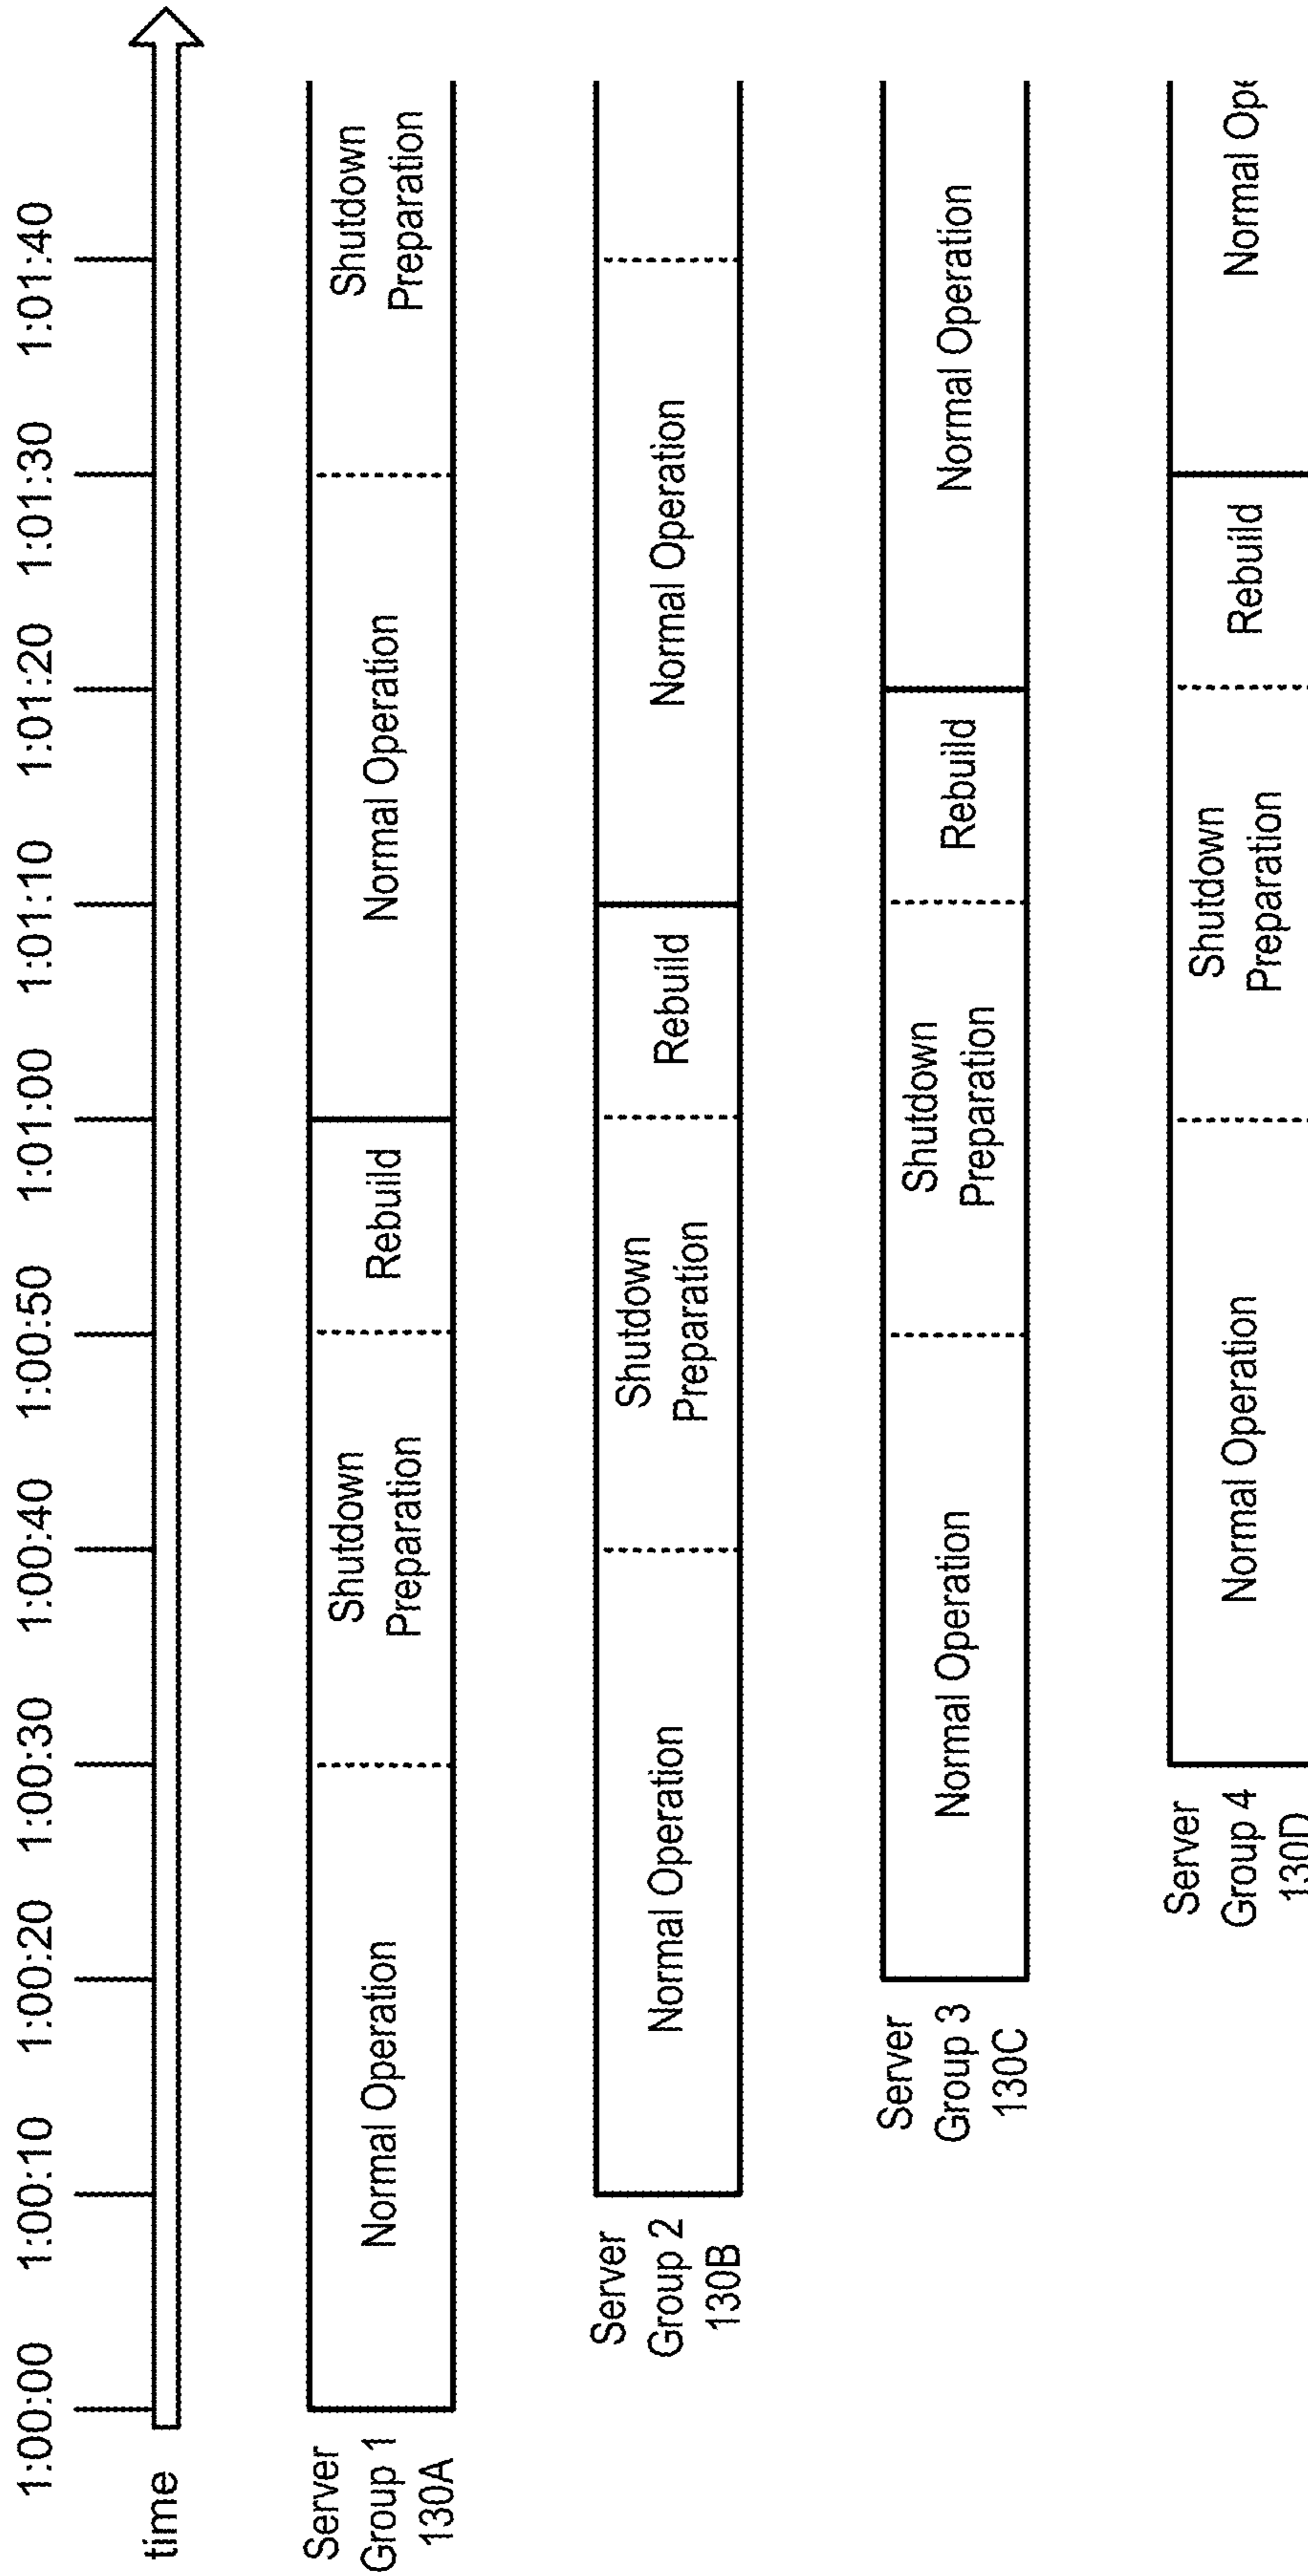 1:00:00 1:00:10 1:00:20 1:00:30 1:00:40 1:00:50 1:01:00 1:01:10 1:01:20 1:01:30 1:01:40
time
Server
Group 1
130A
Normal Operation
Shutdown
Preparation
Rebuild
Normal Operation
Shutdown
Preparation
Server
Group 2
130B
Normal Operation
Shutdown
Preparation
Rebuild
Normal Operation
Server
Group 3
130C
Normal Operation
Shutdown
Preparation
Rebuild
Normal Operation
Server
Group 4
130D
Normal Operation
Shutdown
Preparation
Rebuild
Normal Ope